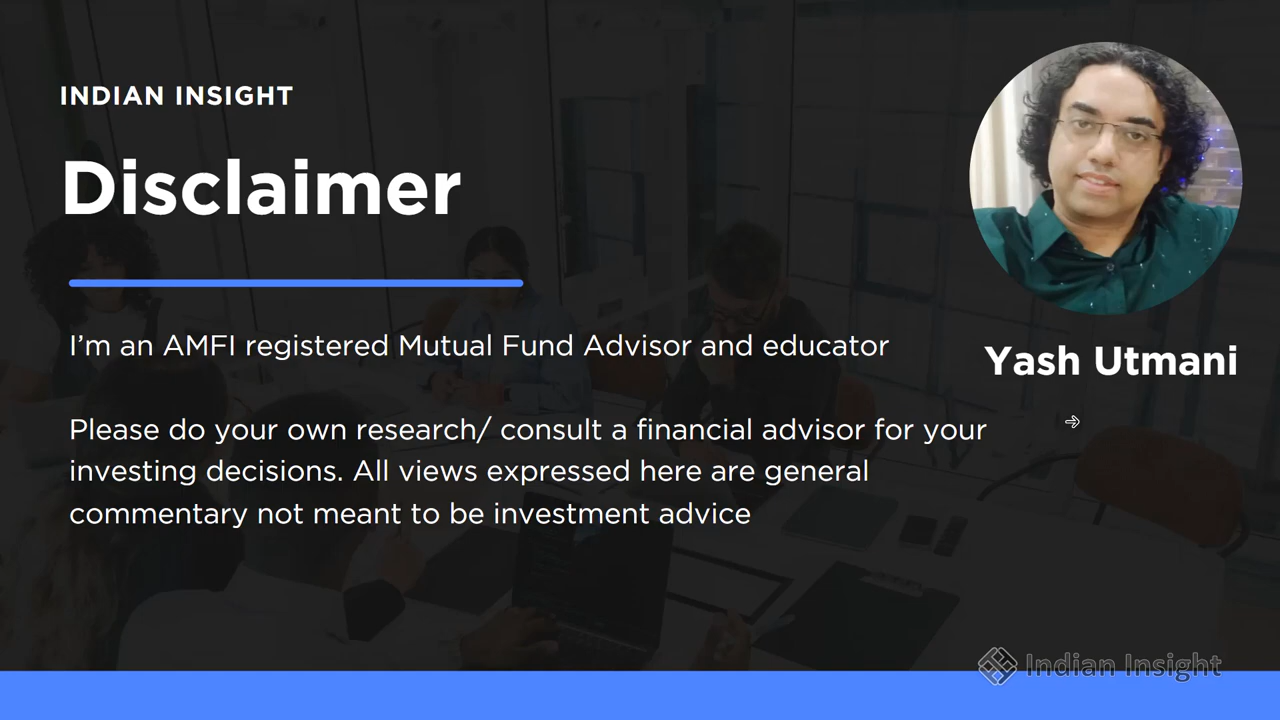 INDIAN INSIGHT
Disclaimer
I’m an AMFI registered Mutual Fund Advisor and educator
Yash Utmani
Please do your own research/ consult a financial advisor for your
investing decisions. All views expressed here are general
commentary not meant to be investment advice
Indian Insight